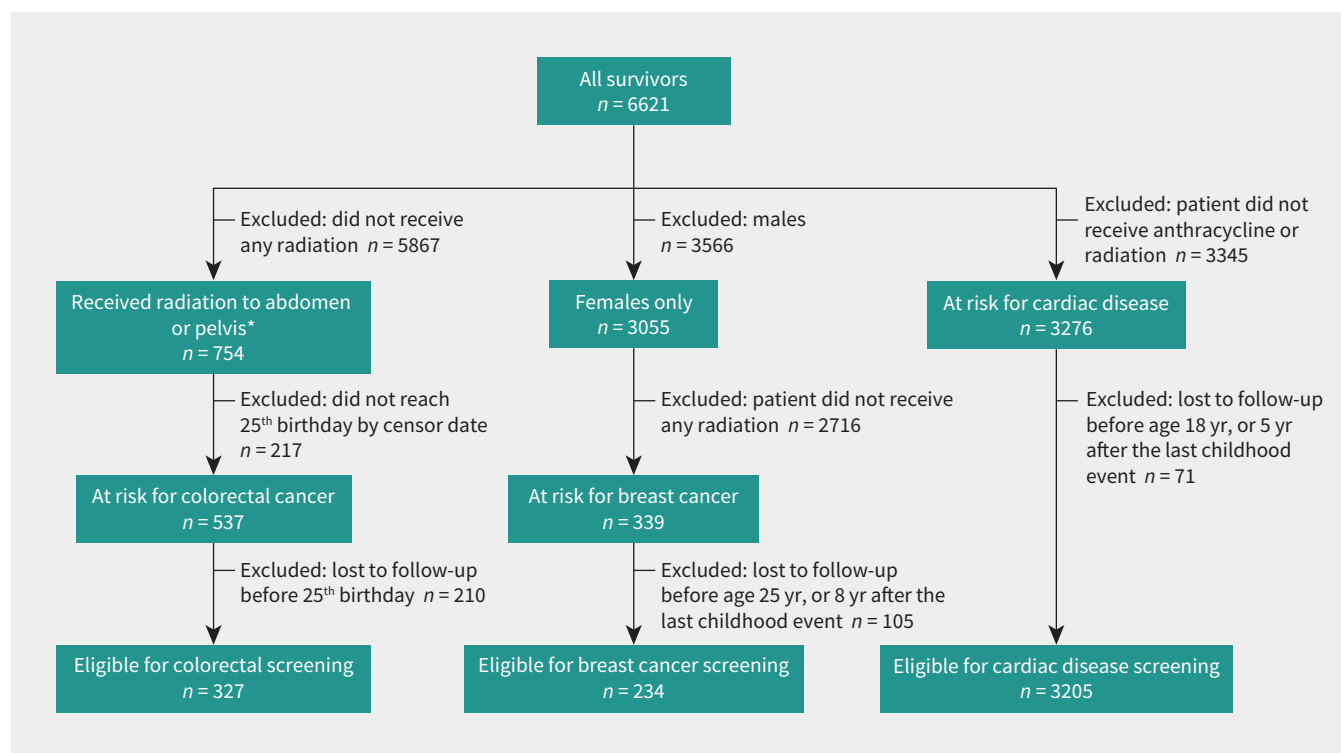 All survivors
n = 6621
Excluded: did not receive
any radiation n = 5867
Excluded: males
n = 3566
Excluded: patient did not
receive anthracycline or
radiation n = 3345
Received radiation to abdomen
or pelvis*
n = 754
Females only
n = 3055
At risk for cardiac disease
n = 3276
Excluded: did not reach
25th birthday by censor date
n = 217
Excluded: patient did not receive
any radiation n = 2716
Excluded: lost to follow-up
before age 18 yr, or 5 yr
after the last childhood
event n = 71
At risk for colorectal cancer
n = 537
At risk for breast cancer
n = 339
Excluded: lost to follow-up
before 25th birthday n = 210
Excluded: lost to follow-up
before age 25 yr, or 8 yr after the
last childhood event n = 105
Eligible for colorectal screening
n = 327
Eligible for breast cancer screening
n = 234
Eligible for cardiac disease screening
n = 3205